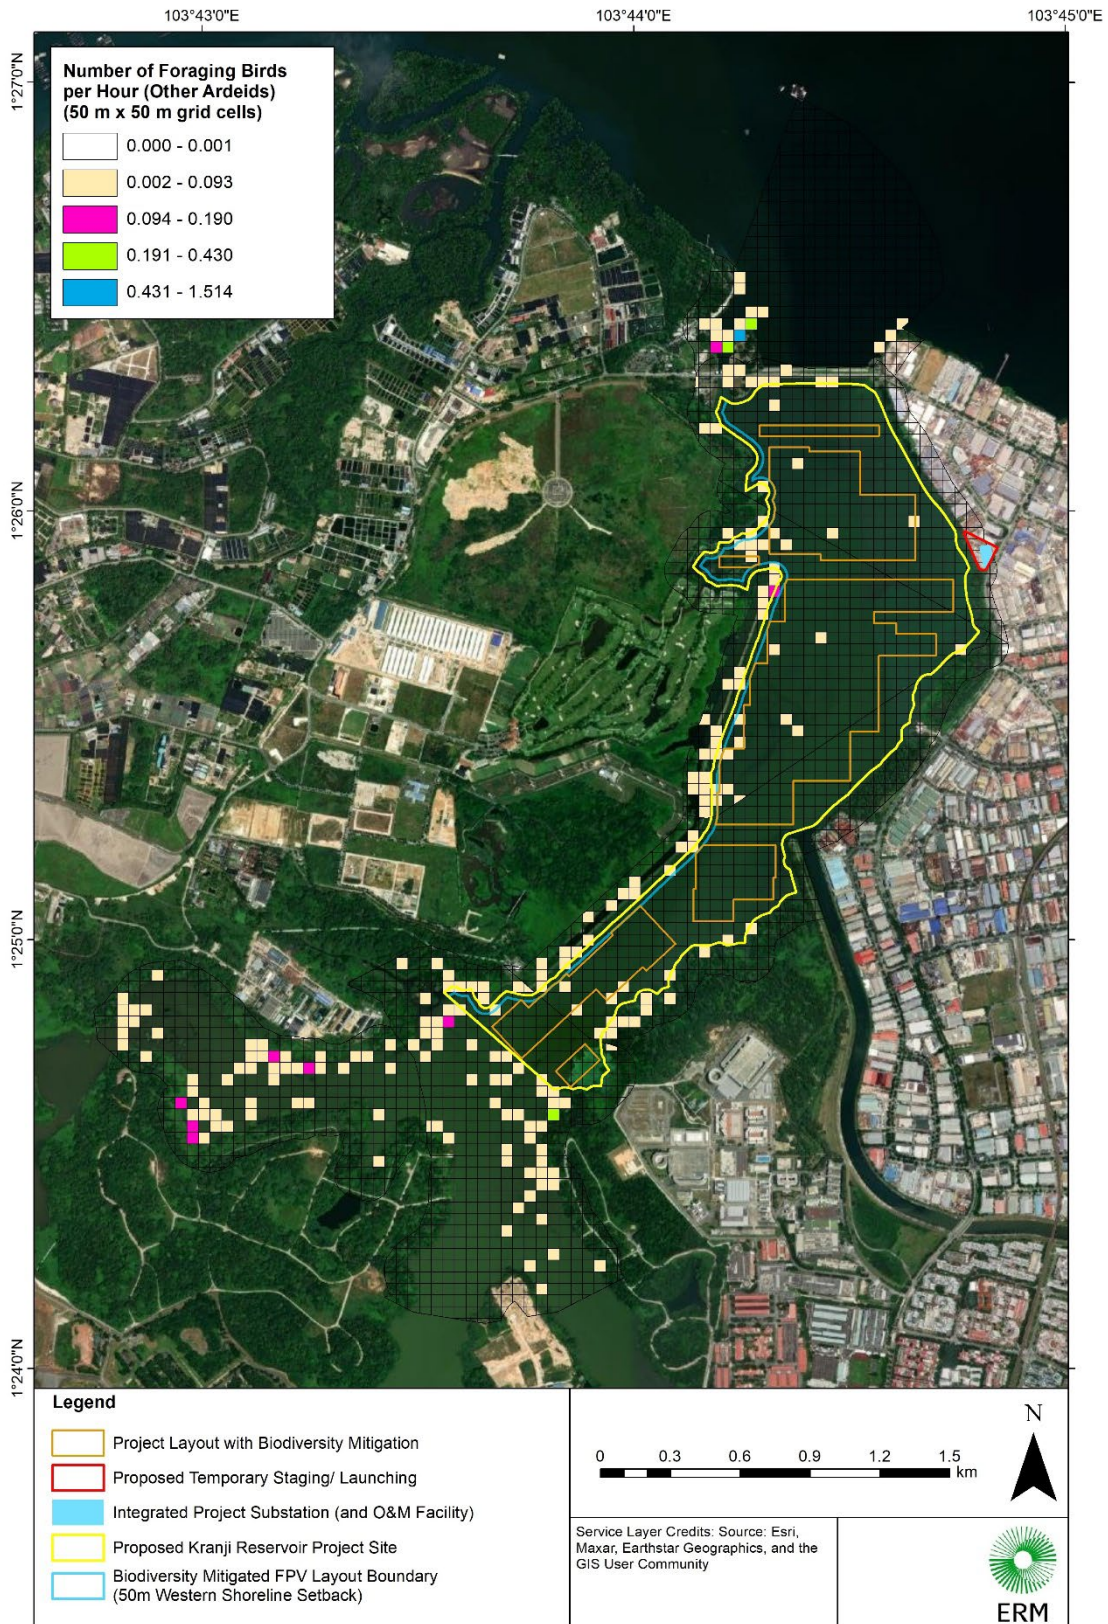 103°43'0"E
103°44'0"E
103°45'0"E
1°27'0"N
1°26'0"N
1°25'0"N
1°24'0"N
Number of Foraging Birds
per Hour (Other Ardeids)
(50 m x 50 m grid cells)
0.000 - 0.001
0.002 - 0.093
0.094 - 0.190
0.191 - 0.430
0.431 - 1.514
Legend
Project Layout with Biodiversity Mitigation
Proposed Temporary Staging/ Launching
Integrated Project Substation (and O&M Facility)
Proposed Kranji Reservoir Project Site
Biodiversity Mitigated FPV Layout Boundary
(50m Western Shoreline Setback)
0 0.3 0.6 0.9 1.2 1.5
km
N
Service Layer Credits: Source: Esri,
Maxar, Earthstar Geographics, and the
GIS User Community
ERM